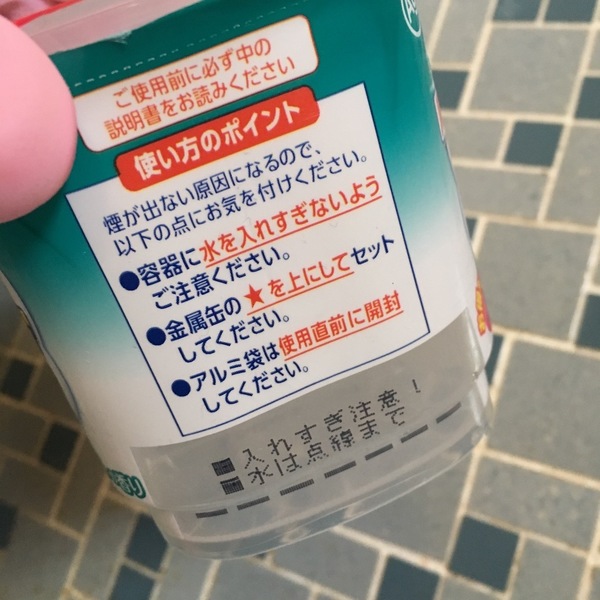 ご使用前に必ず中の
説明書をお読みください
使い方のポイント
煙が出ない原因になるので、
以下の点にお気を付けください。
●容器に水を入れすぎないよう
ご注意ください。
●金属缶の★を上にしてセット
してください。
●アルミ袋は使用直前に開封
してください。
■入れすぎ注意！
■水は点線まで